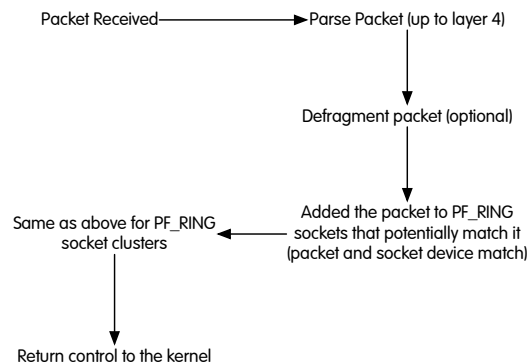 Packet Received
Parse Packet (up to layer 4)
Defragment packet (optional)
Added the packet to PF_RING
sockets that potentially match it
(packet and socket device match)
Same as above for PF_RING
socket clusters
Return control to the kernel